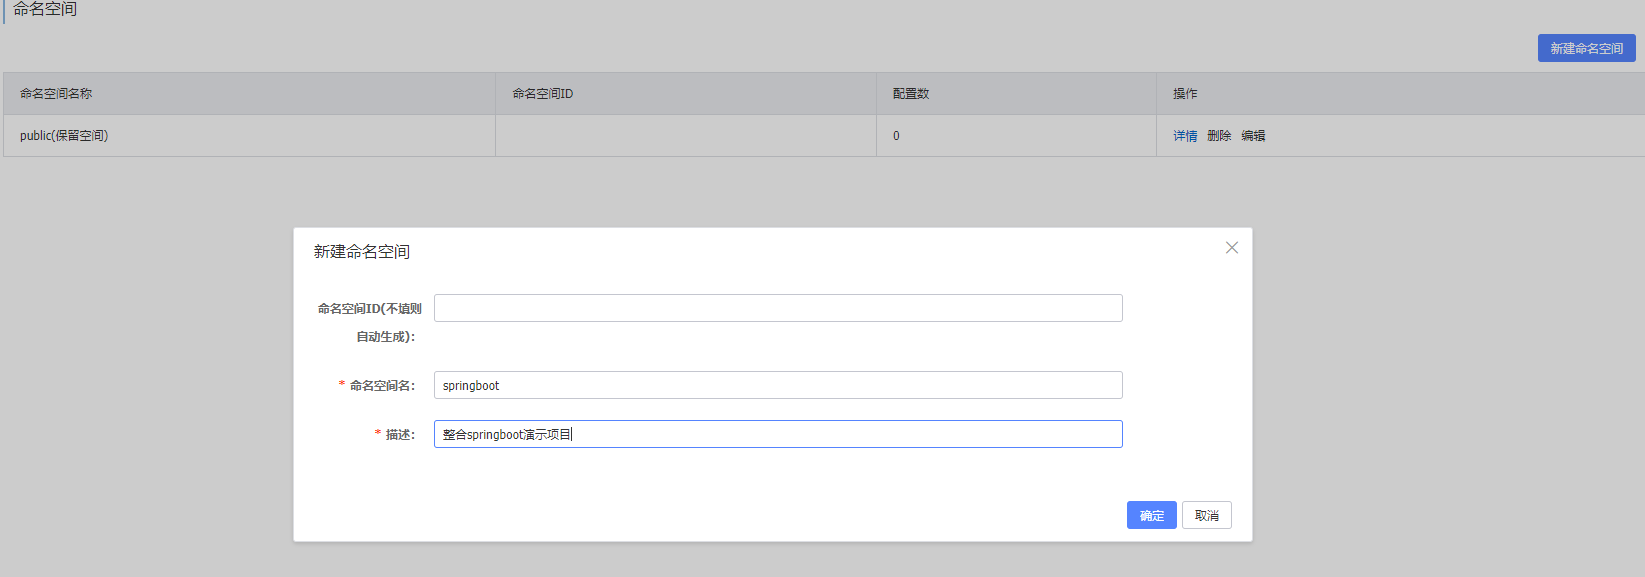 命名空间
新建命名空间
命名空间名称 命名空间ID 配置数 操作
public(保留空间) 0 详情 删除 编辑
新建命名空间
命名空间ID(不填则
自动生成):
* 命名空间名: springboot
* 描述: 整合springboot演示项目
确定 取消